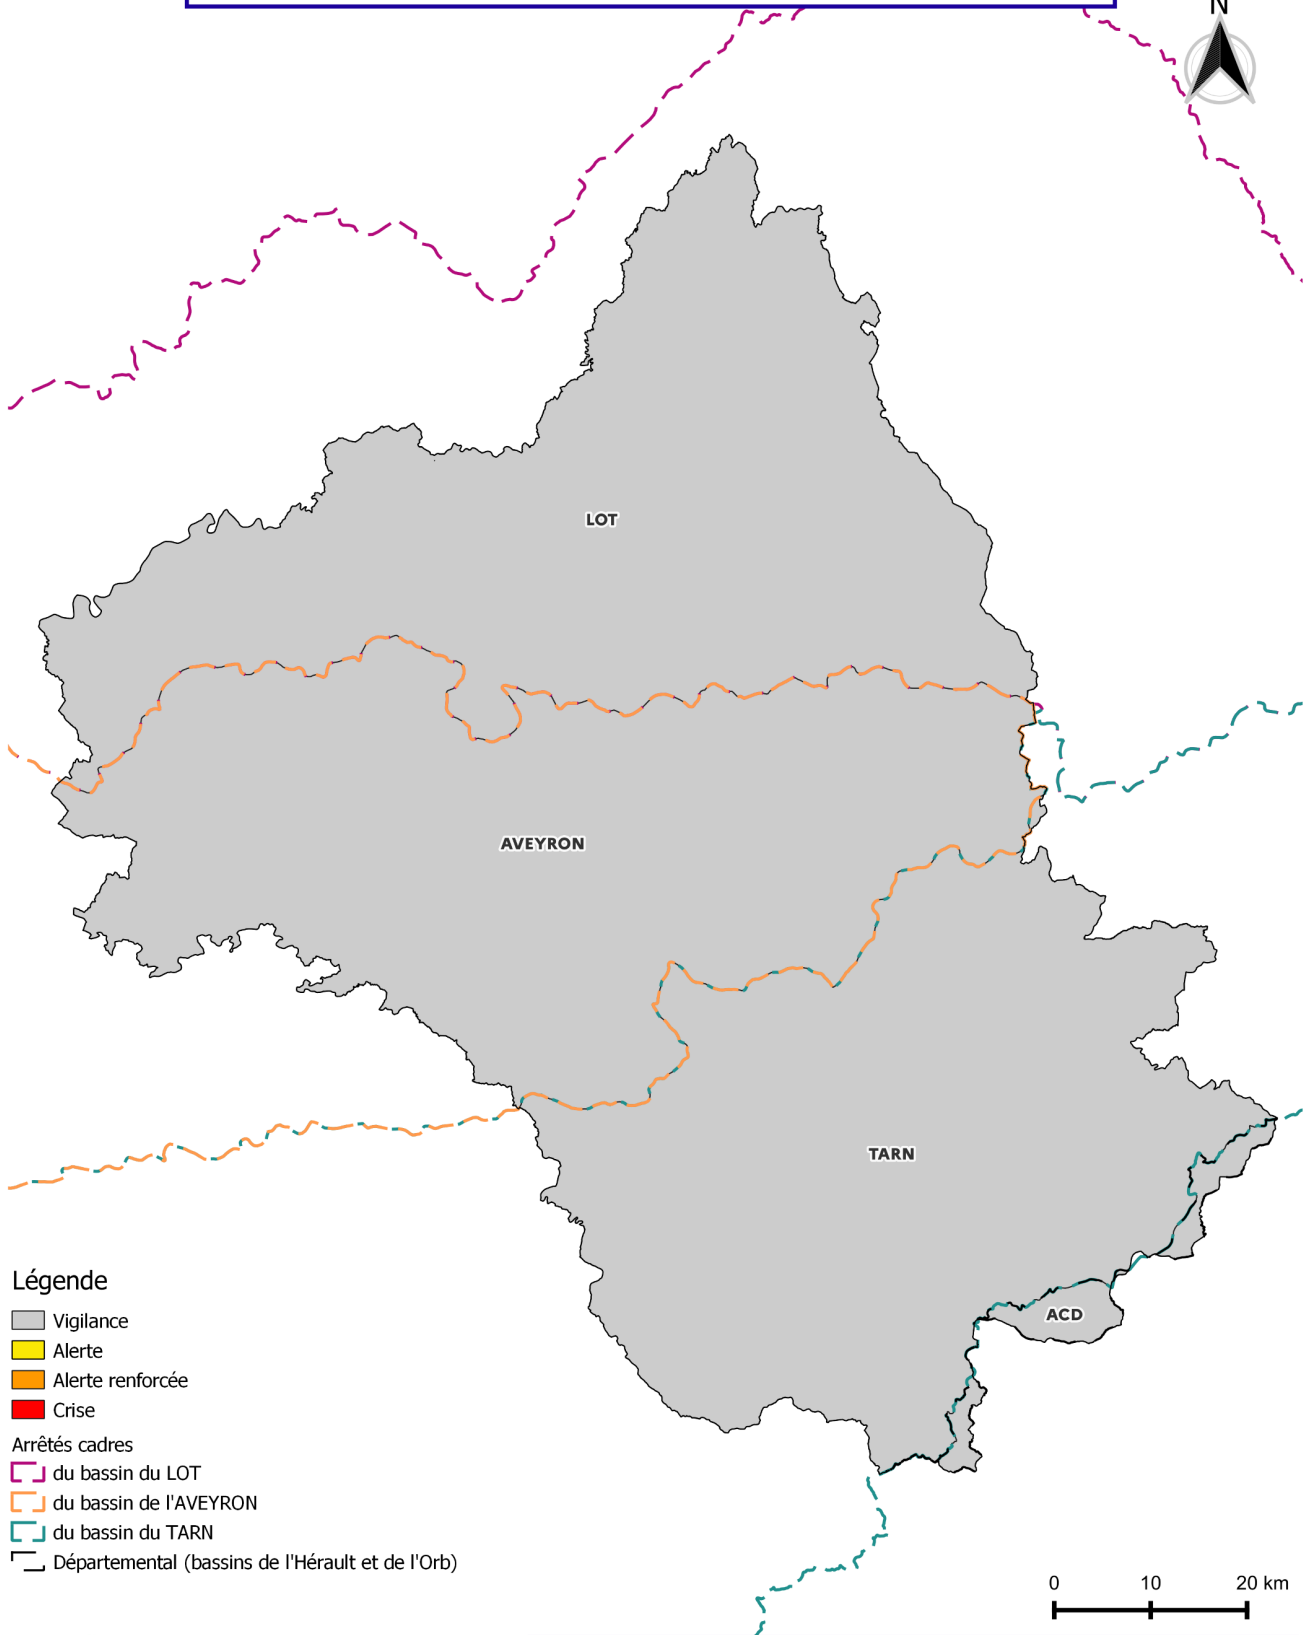 N
LOT
AVEYRON
TARN
ACD
Légende
Vigilance
Alerte
Alerte renforcée
Crise
Arrêtés cadres
du bassin du LOT
du bassin de l'AVEYRON
du bassin du TARN
Départemental (bassins de l'Hérault et de l'Orb)
0 10 20 km